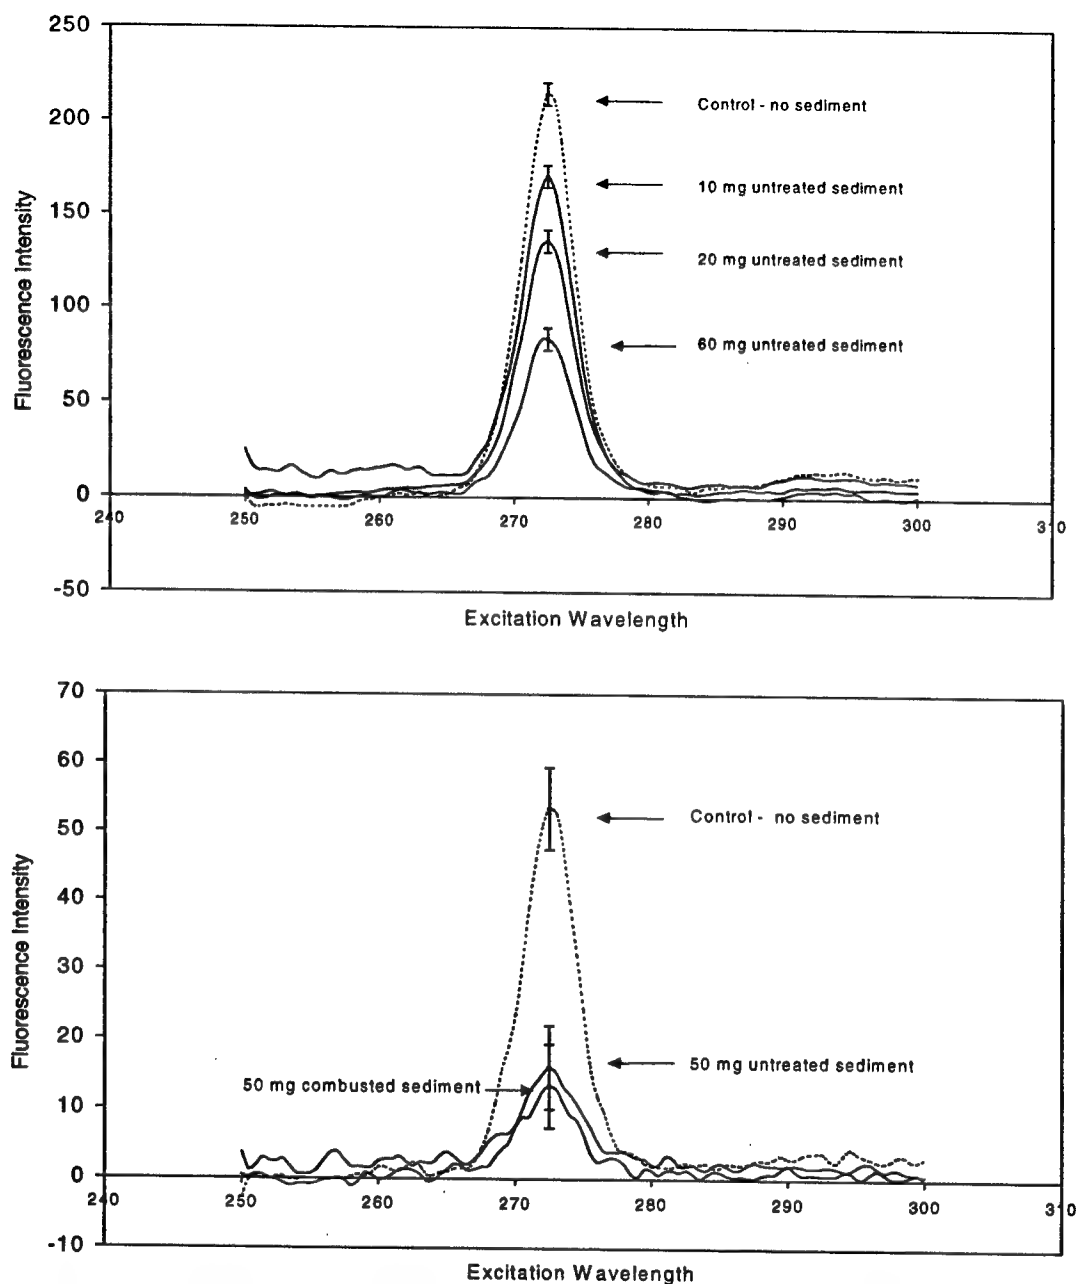 250
200
150
100
50
0
-50
Fluorescence Intensity
Control - no sediment
10 mg untreated sediment
20 mg untreated sediment
60 mg untreated sediment
240 250 260 270 280 290 300 310
Excitation Wavelength
70
60
50
40
30
20
10
0
-10
Fluorescence Intensity
Control - no sediment
50 mg untreated sediment
50 mg combusted sediment
240 250 260 270 280 290 300 310
Excitation Wavelength